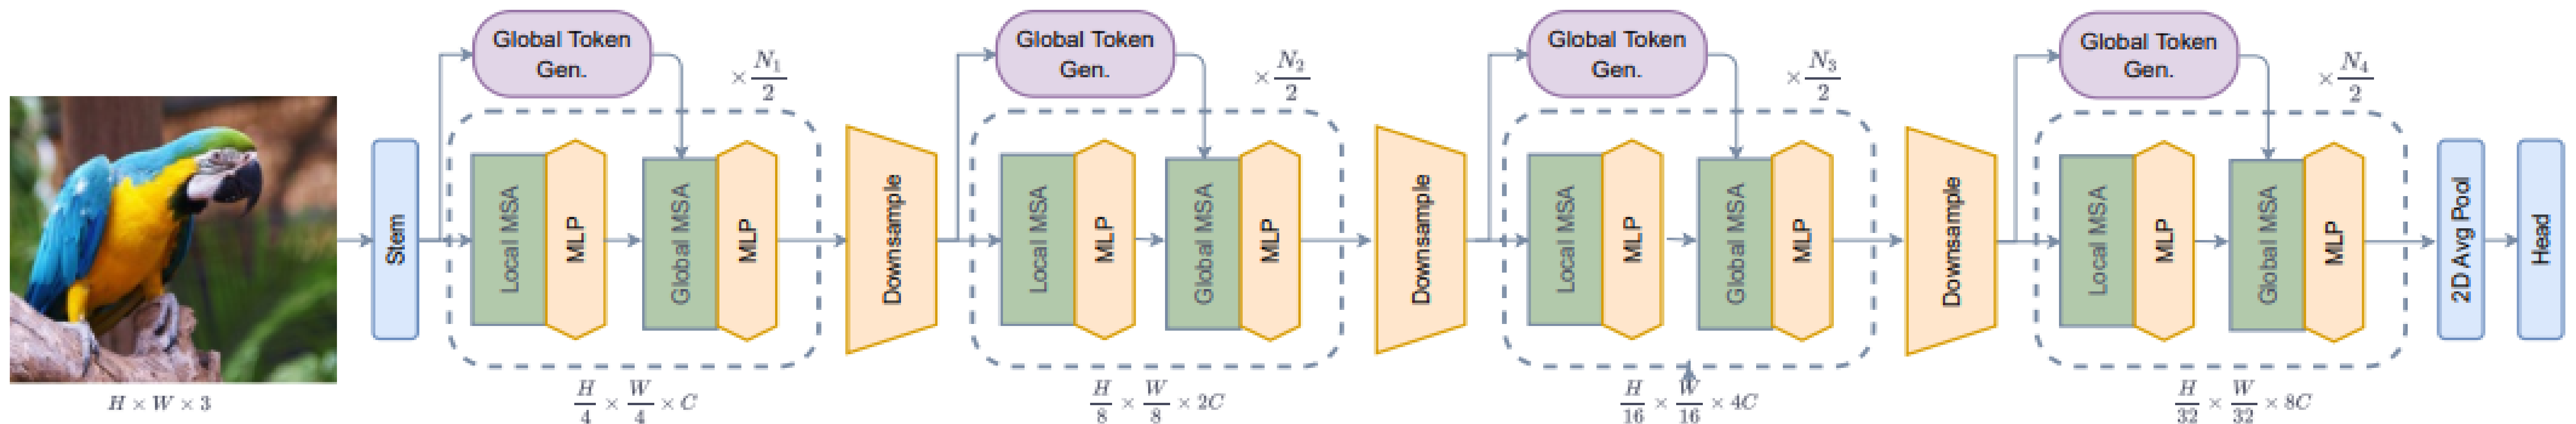 Global Token
Gen.
× N₁/2
Global Token
Gen.
× N₂/2
Global Token
Gen.
× N₃/2
Global Token
Gen.
× N₄/2
Stem
Local MSA
MLP
Global MSA
MLP
Downsample
Local MSA
MLP
Global MSA
MLP
Downsample
Local MSA
MLP
Global MSA
MLP
Downsample
Local MSA
MLP
Global MSA
MLP
2D Avg Pool
Head
H × W × 3
H/4 × W/4 × C
H/8 × W/8 × 2C
H/16 × W/16 × 4C
H/32 × W/32 × 8C